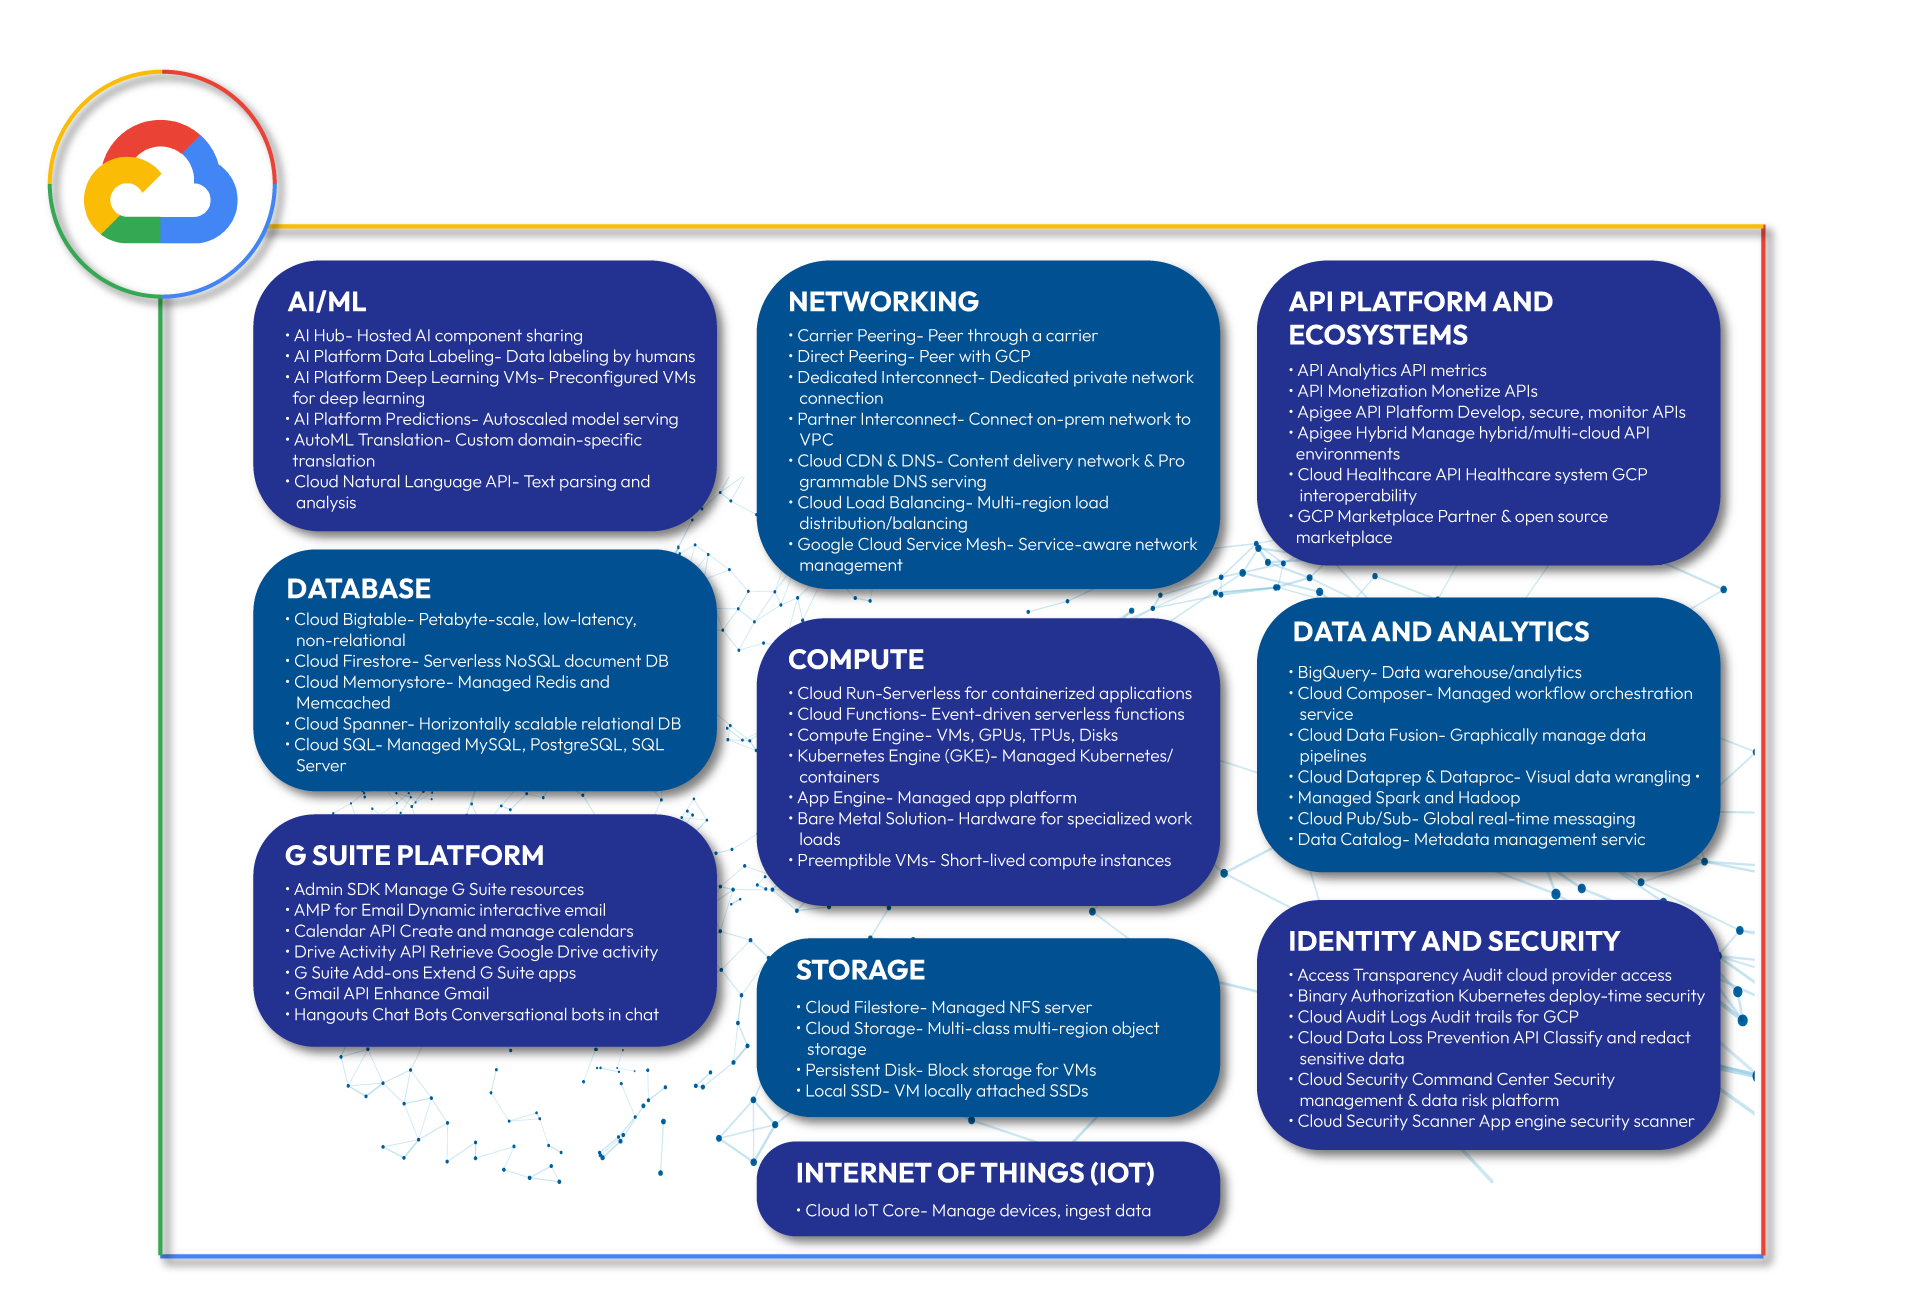 AI/ML
• AI Hub- Hosted AI component sharing
• AI Platform Data Labeling- Data labeling by humans
• AI Platform Deep Learning VMs- Preconfigured VMs
for deep learning
• AI Platform Predictions- Autoscaled model serving
• AutoML Translation- Custom domain-specific
translation
• Cloud Natural Language API- Text parsing and
analysis
DATABASE
• Cloud Bigtable- Petabyte-scale, low-latency,
non-relational
• Cloud Firestore- Serverless NoSQL document DB
• Cloud Memorystore- Managed Redis and
Memcached
• Cloud Spanner- Horizontally scalable relational DB
• Cloud SQL- Managed MySQL, PostgreSQL, SQL
Server
G SUITE PLATFORM
• Admin SDK Manage G Suite resources
• AMP for Email Dynamic interactive email
• Calendar API Create and manage calendars
• Drive Activity API Retrieve Google Drive activity
• G Suite Add-ons Extend G Suite apps
• Gmail API Enhance Gmail
• Hangouts Chat Bots Conversational bots in chat
NETWORKING
• Carrier Peering- Peer through a carrier
• Direct Peering- Peer with GCP
• Dedicated Interconnect- Dedicated private network
connection
• Partner Interconnect- Connect on-prem network to
VPC
• Cloud CDN & DNS- Content delivery network & Pro
grammable DNS serving
• Cloud Load Balancing- Multi-region load
distribution/balancing
• Google Cloud Service Mesh- Service-aware network
management
COMPUTE
• Cloud Run-Serverless for containerized applications
• Cloud Functions- Event-driven serverless functions
• Compute Engine- VMs, GPUs, TPUs, Disks
• Kubernetes Engine (GKE)- Managed Kubernetes/
containers
• App Engine- Managed app platform
• Bare Metal Solution- Hardware for specialized work
loads
• Preemptible VMs- Short-lived compute instances
STORAGE
• Cloud Filestore- Managed NFS server
• Cloud Storage- Multi-class multi-region object
storage
• Persistent Disk- Block storage for VMs
• Local SSD- VM locally attached SSDs
INTERNET OF THINGS (IOT)
• Cloud IoT Core- Manage devices, ingest data
API PLATFORM AND
ECOSYSTEMS
• API Analytics API metrics
• API Monetization Monetize APIs
• Apigee API Platform Develop, secure, monitor APIs
• Apigee Hybrid Manage hybrid/multi-cloud API
environments
• Cloud Healthcare API Healthcare system GCP
interoperability
• GCP Marketplace Partner & open source
marketplace
DATA AND ANALYTICS
• BigQuery- Data warehouse/analytics
• Cloud Composer- Managed workflow orchestration
service
• Cloud Data Fusion- Graphically manage data
pipelines
• Cloud Dataprep & Dataproc- Visual data wrangling •
• Managed Spark and Hadoop
• Cloud Pub/Sub- Global real-time messaging
• Data Catalog- Metadata management servic
IDENTITY AND SECURITY
• Access Transparency Audit cloud provider access
• Binary Authorization Kubernetes deploy-time security
• Cloud Audit Logs Audit trails for GCP
• Cloud Data Loss Prevention API Classify and redact
sensitive data
• Cloud Security Command Center Security
management & data risk platform
• Cloud Security Scanner App engine security scanner